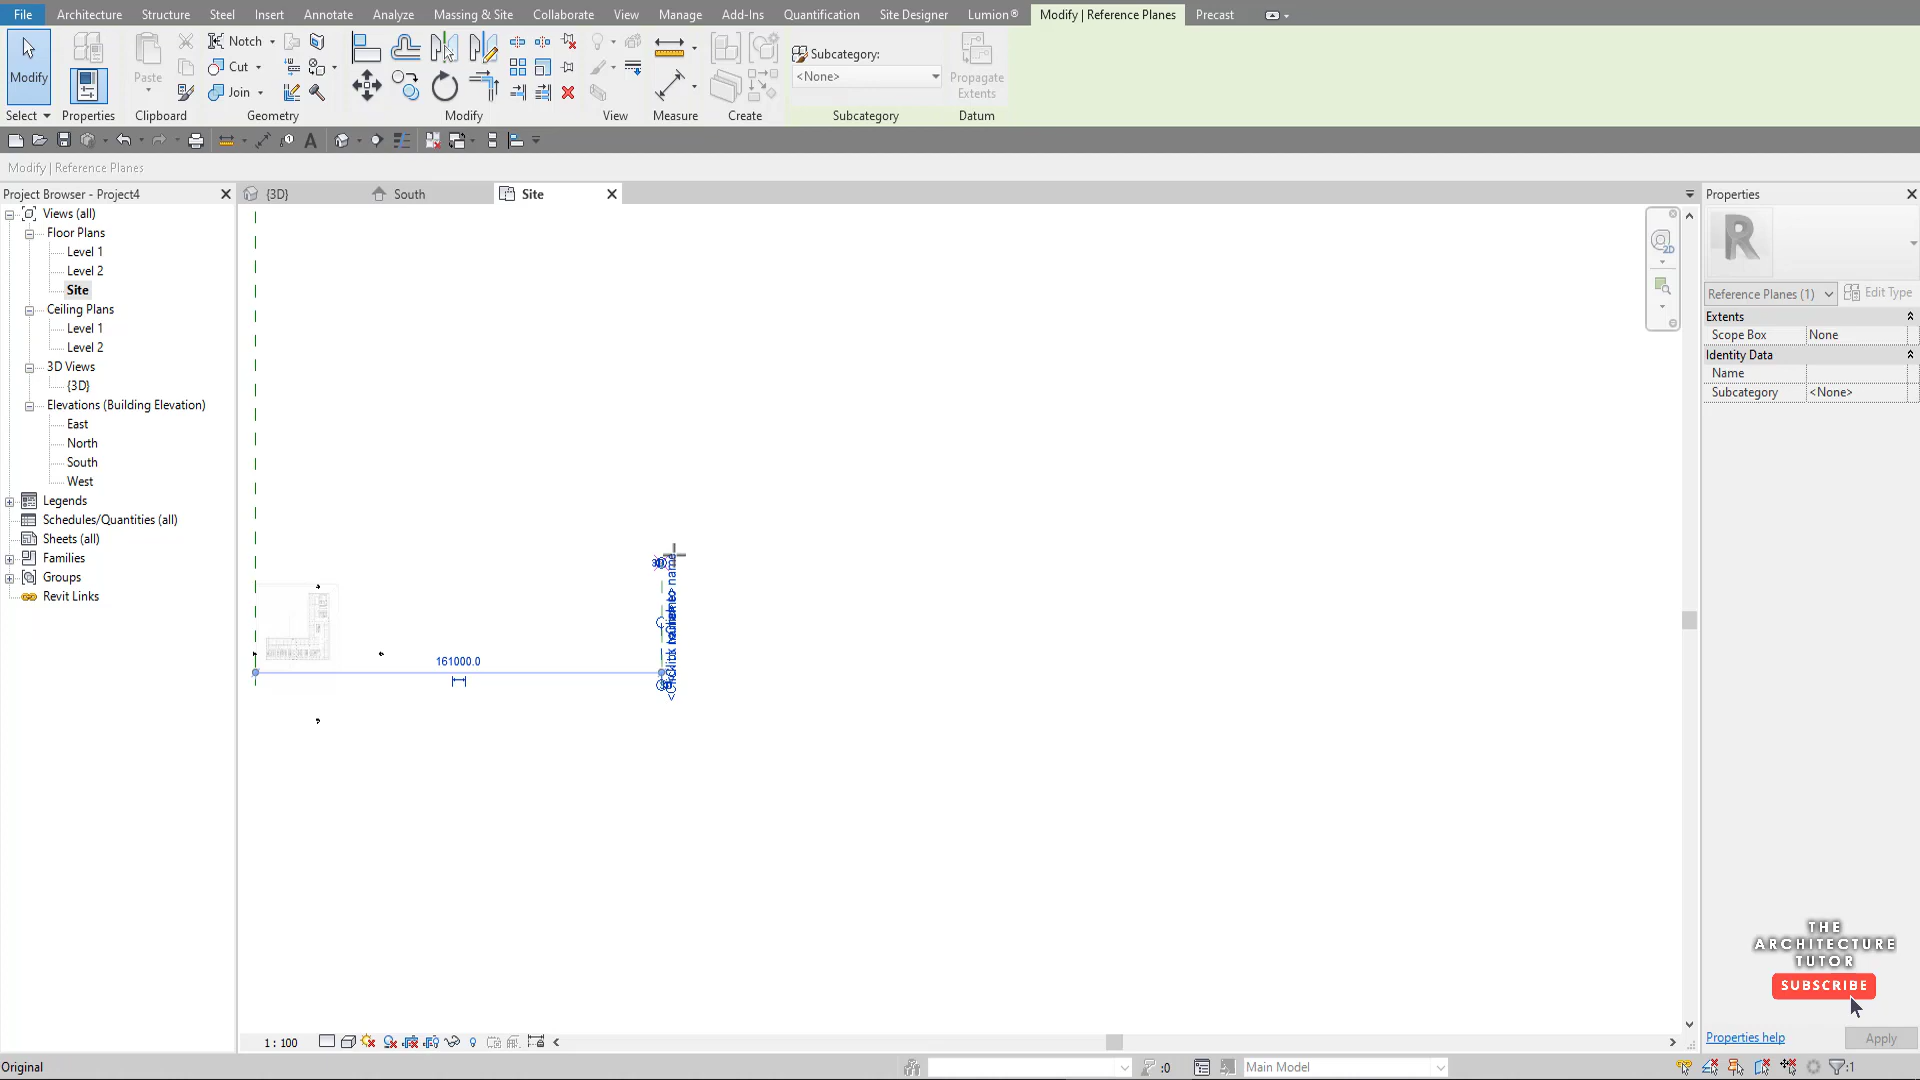 File Architecture Structure Steel Insert Annotate Analyze Massing & Site Collaborate View Manage Add-Ins Quantification Site Designer Lumion® Modify | Reference Planes Precast
Modify Paste Notch Cut Join Subcategory: <None> Propagate Extents
Select Properties Clipboard Geometry Modify View Measure Create Subcategory Datum
Modify | Reference Planes
Project Browser - Project4
{3D} South Site
Properties
Views (all)
Floor Plans
Level 1
Level 2
Site
Ceiling Plans
Level 1
Level 2
3D Views
{3D}
Elevations (Building Elevation)
East
North
South
West
Legends
Schedules/Quantities (all)
Sheets (all)
Families
Groups
Revit Links
161000.0
2D
R
Reference Planes (1) Edit Type
Extents
Scope Box None
Identity Data
Name
Subcategory <None>
THE
ARCHITECTURE
TUTOR
SUBSCRIBE
Properties help Apply
1 : 100
Original :0 Main Model :1